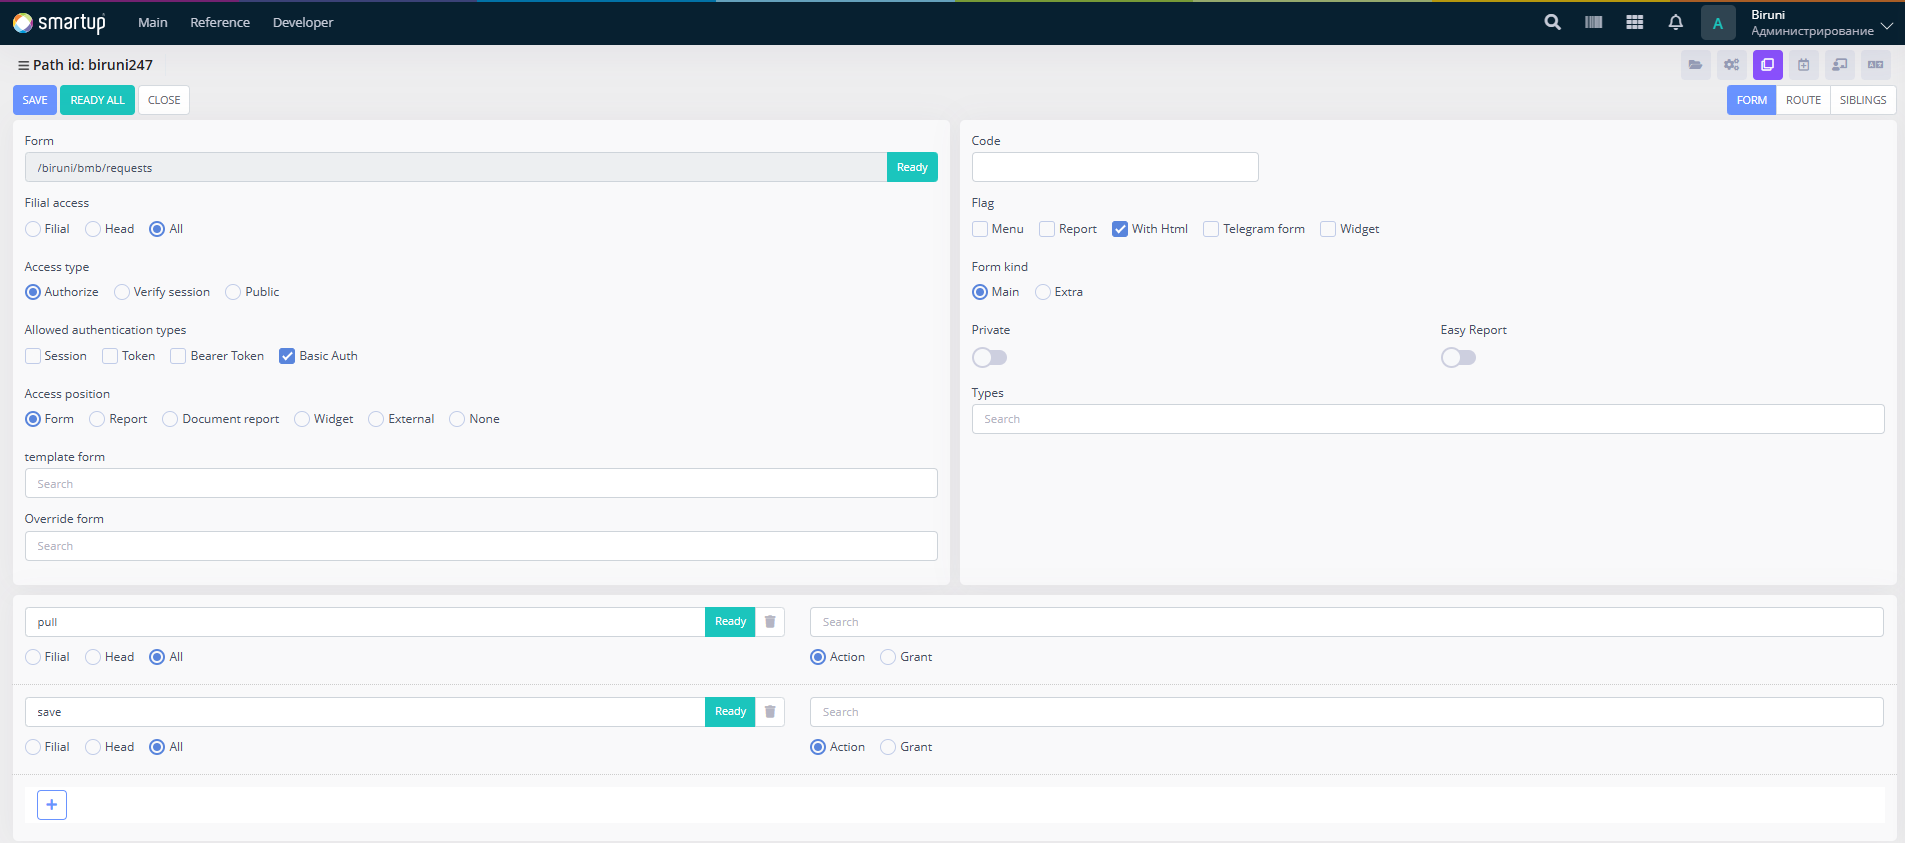 smartup Main Reference Developer
A Biruni
Администрирование
Path id: biruni247
SAVE READY ALL CLOSE
FORM ROUTE SIBLINGS
Form
/biruni/bmb/requests Ready
Filial access
Filial Head All
Access type
Authorize Verify session Public
Allowed authentication types
Session Token Bearer Token Basic Auth
Access position
Form Report Document report Widget External None
template form
Search
Override form
Search
Code
Flag
Menu Report With Html Telegram form Widget
Form kind
Main Extra
Private Easy Report
Types
Search
pull Ready Search
Filial Head All Action Grant
save Ready Search
Filial Head All Action Grant
+